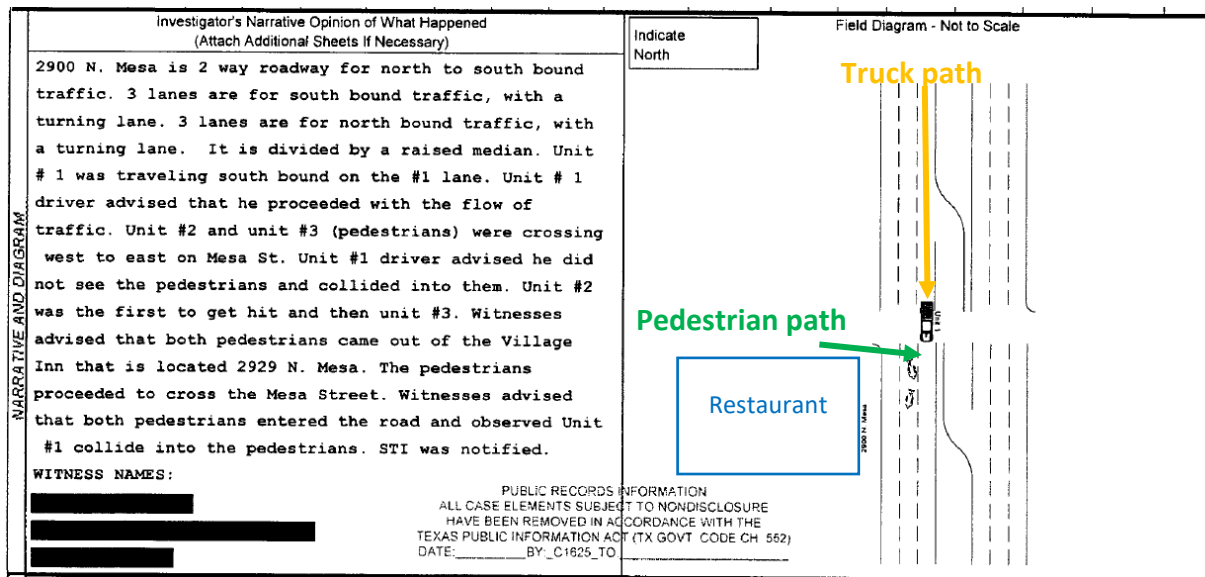 Investigator's Narrative Opinion of What Happened
(Attach Additional Sheets If Necessary)
2900 N. Mesa is 2 way roadway for north to south bound
traffic. 3 lanes are for south bound traffic, with a
turning lane. 3 lanes are for north bound traffic, with
a turning lane. It is divided by a raised median. Unit
# 1 was traveling south bound on the #1 lane. Unit # 1
driver advised that he proceeded with the flow of
traffic. Unit #2 and unit #3 (pedestrians) were crossing
west to east on Mesa St. Unit #1 driver advised he did
not see the pedestrians and collided into them. Unit #2
was the first to get hit and then unit #3. Witnesses
advised that both pedestrians came out of the Village
Inn that is located 2929 N. Mesa. The pedestrians
proceeded to cross the Mesa Street. Witnesses advised
that both pedestrians entered the road and observed Unit
#1 collide into the pedestrians. STI was notified.
WITNESS NAMES:
PUBLIC RECORDS INFORMATION
ALL CASE ELEMENTS SUBJECT TO NONDISCLOSURE
HAVE BEEN REMOVED IN ACCORDANCE WITH THE
TEXAS PUBLIC INFORMATION ACT (TX GOVT CODE CH 552)
DATE:________BY:_C1625_TO
NARRATIVE AND DIAGRAM
Indicate
North
Field Diagram - Not to Scale
Truck path
Unit 1
Pedestrian path
Restaurant
2900 N Mesa